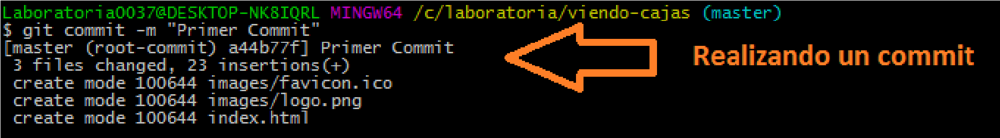 Laboratoria0037@DESKTOP-NK8IQRL MINGW64 /c/laboratoria/viendo-cajas (master)
$ git commit -m "Primer Commit"
[master (root-commit) a44b77f] Primer Commit
3 files changed, 23 insertions(+)
create mode 100644 images/favicon.ico
create mode 100644 images/logo.png
create mode 100644 index.html
Realizando un commit